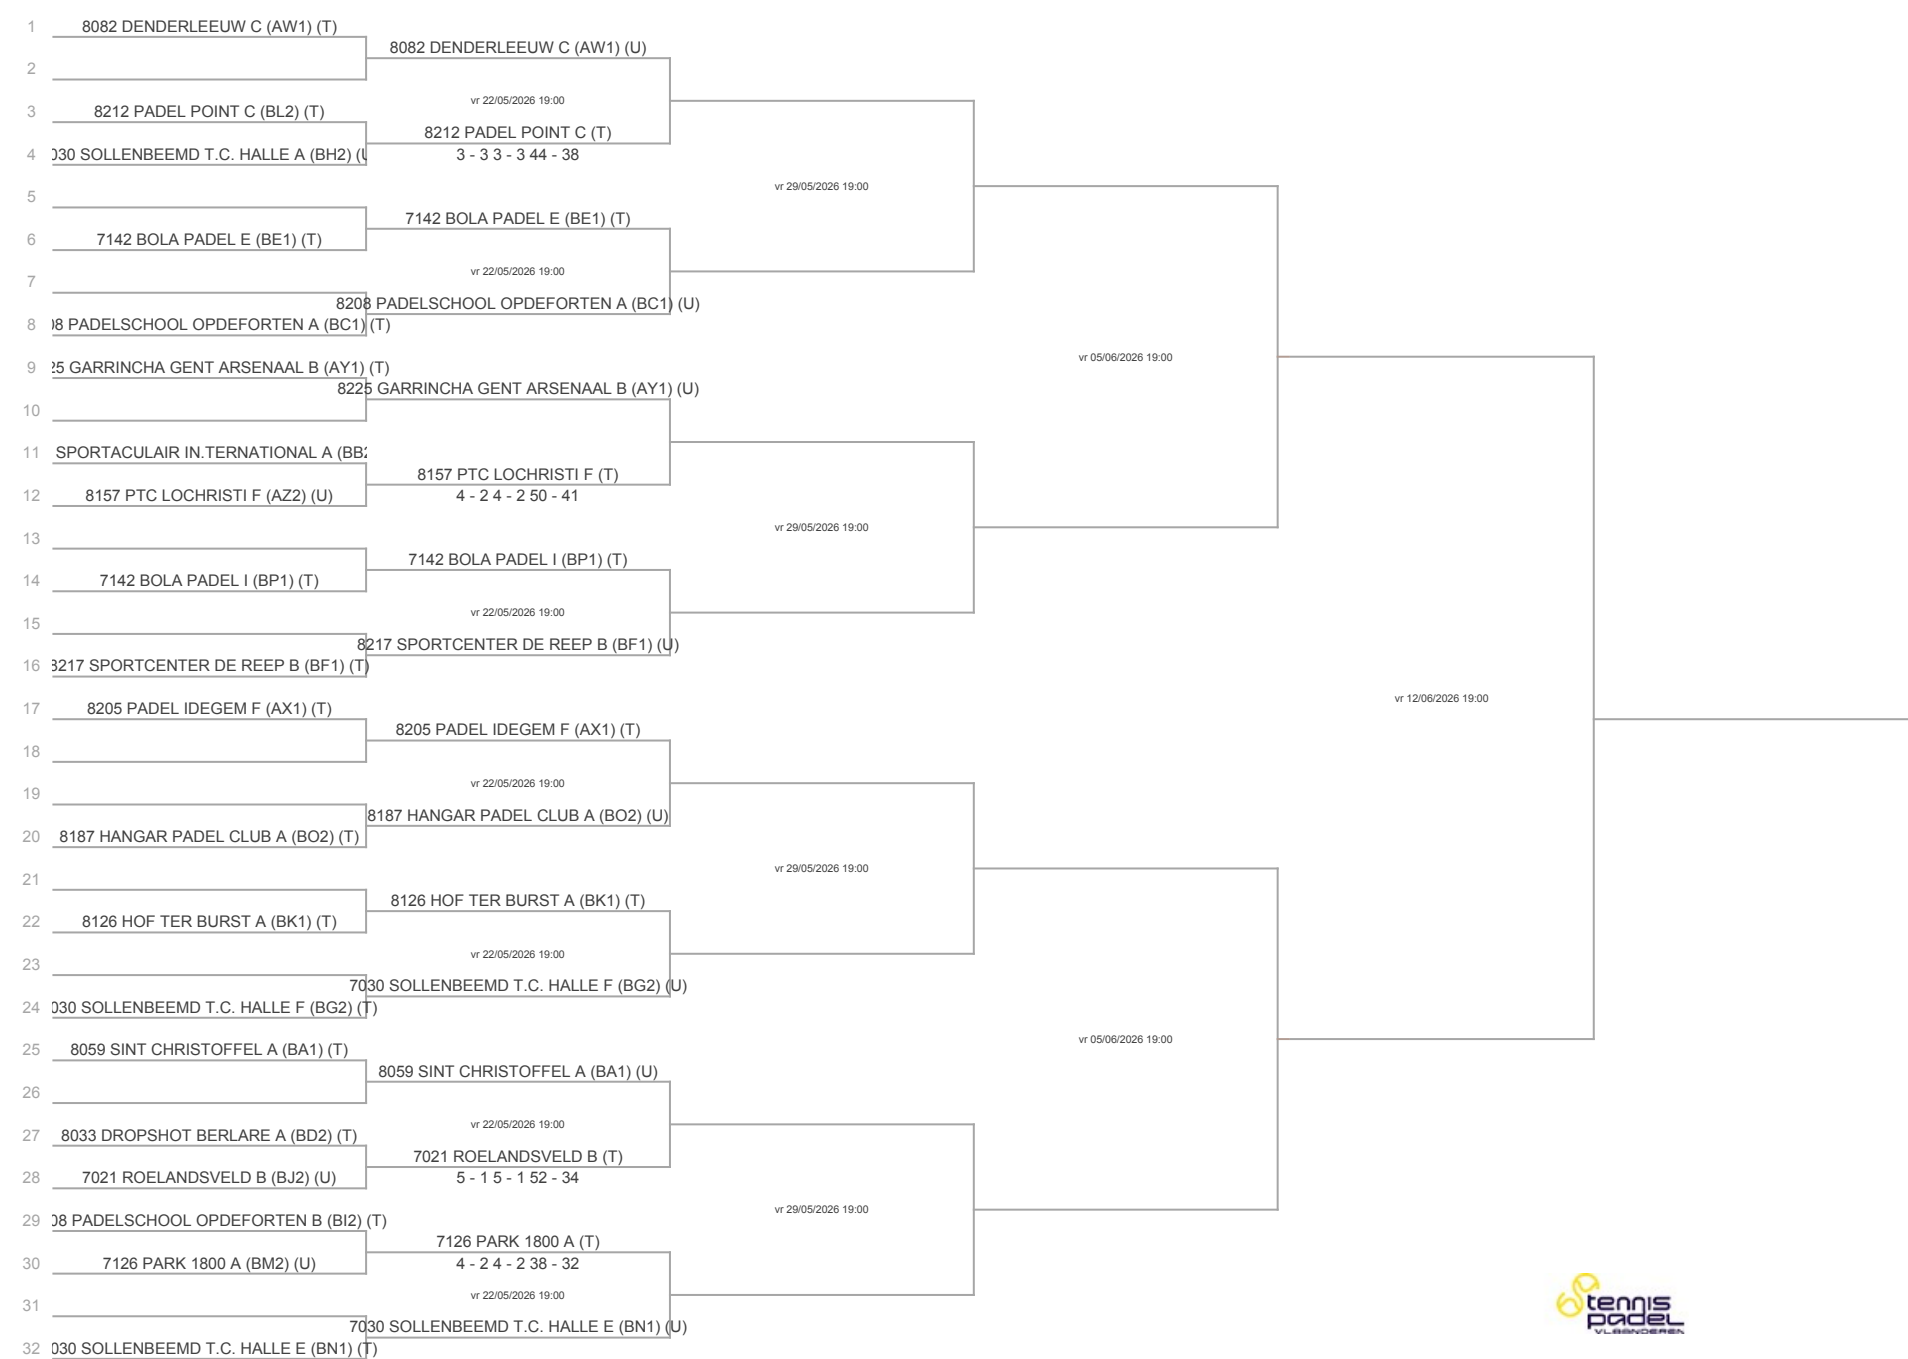 1 8082 DENDERLEEUW C (AW1) (T)
8082 DENDERLEEUW C (AW1) (U)
2
vr 22/05/2026 19:00
3 8212 PADEL POINT C (BL2) (T)
8212 PADEL POINT C (T)
4 030 SOLLENBEEMD T.C. HALLE A (BH2) (U
3 - 3 3 - 3 44 - 38
vr 29/05/2026 19:00
5
7142 BOLA PADEL E (BE1) (T)
6 7142 BOLA PADEL E (BE1) (T)
vr 22/05/2026 19:00
7
8208 PADELSCHOOL OPDEFORTEN A (BC1) (U)
8 08 PADELSCHOOL OPDEFORTEN A (BC1) (T)
vr 05/06/2026 19:00
9 25 GARRINCHA GENT ARSENAAL B (AY1) (T)
8225 GARRINCHA GENT ARSENAAL B (AY1) (U)
10
11 SPORTACULAIR IN.TERNATIONAL A (BB2
8157 PTC LOCHRISTI F (T)
12 8157 PTC LOCHRISTI F (AZ2) (U)
4 - 2 4 - 2 50 - 41
vr 29/05/2026 19:00
13
7142 BOLA PADEL I (BP1) (T)
14 7142 BOLA PADEL I (BP1) (T)
vr 22/05/2026 19:00
15
8217 SPORTCENTER DE REEP B (BF1) (U)
16 8217 SPORTCENTER DE REEP B (BF1) (T)
vr 12/06/2026 19:00
17 8205 PADEL IDEGEM F (AX1) (T)
8205 PADEL IDEGEM F (AX1) (T)
18
vr 22/05/2026 19:00
19
8187 HANGAR PADEL CLUB A (BO2) (U)
20 8187 HANGAR PADEL CLUB A (BO2) (T)
vr 29/05/2026 19:00
21
8126 HOF TER BURST A (BK1) (T)
22 8126 HOF TER BURST A (BK1) (T)
vr 22/05/2026 19:00
23
7030 SOLLENBEEMD T.C. HALLE F (BG2) (U)
24 030 SOLLENBEEMD T.C. HALLE F (BG2) (T)
vr 05/06/2026 19:00
25 8059 SINT CHRISTOFFEL A (BA1) (T)
8059 SINT CHRISTOFFEL A (BA1) (U)
26
vr 22/05/2026 19:00
27 8033 DROPSHOT BERLARE A (BD2) (T)
7021 ROELANDSVELD B (T)
28 7021 ROELANDSVELD B (BJ2) (U)
5 - 1 5 - 1 52 - 34
vr 29/05/2026 19:00
29 08 PADELSCHOOL OPDEFORTEN B (BI2) (T)
7126 PARK 1800 A (T)
30 7126 PARK 1800 A (BM2) (U)
4 - 2 4 - 2 38 - 32
vr 22/05/2026 19:00
31
7030 SOLLENBEEMD T.C. HALLE E (BN1) (U)
32 030 SOLLENBEEMD T.C. HALLE E (BN1) (T)
tennis
padel
VLAANDEREN